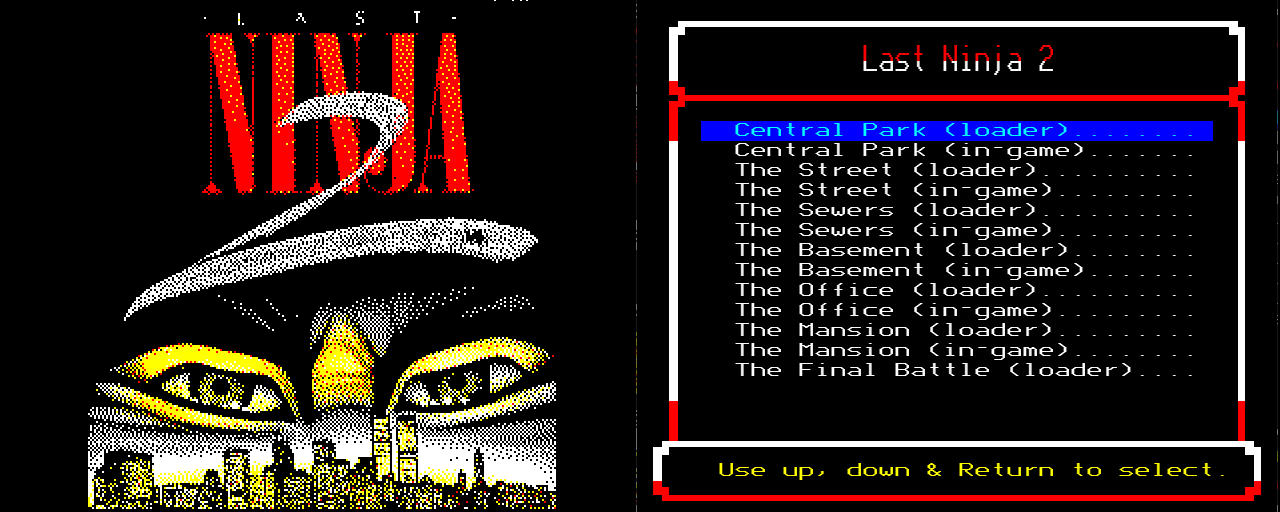 · L A S T ·
NINJA
2
Last Ninja 2
Central Park (loader)........
Central Park (in-game).......
The Street (loader)..........
The Street (in-game).........
The Sewers (loader)..........
The Sewers (in-game).........
The Basement (loader)........
The Basement (in-game).......
The Office (loader)..........
The Office (in-game).........
The Mansion (loader).........
The Mansion (in-game)........
The Final Battle (loader)....
Use up, down & Return to select.